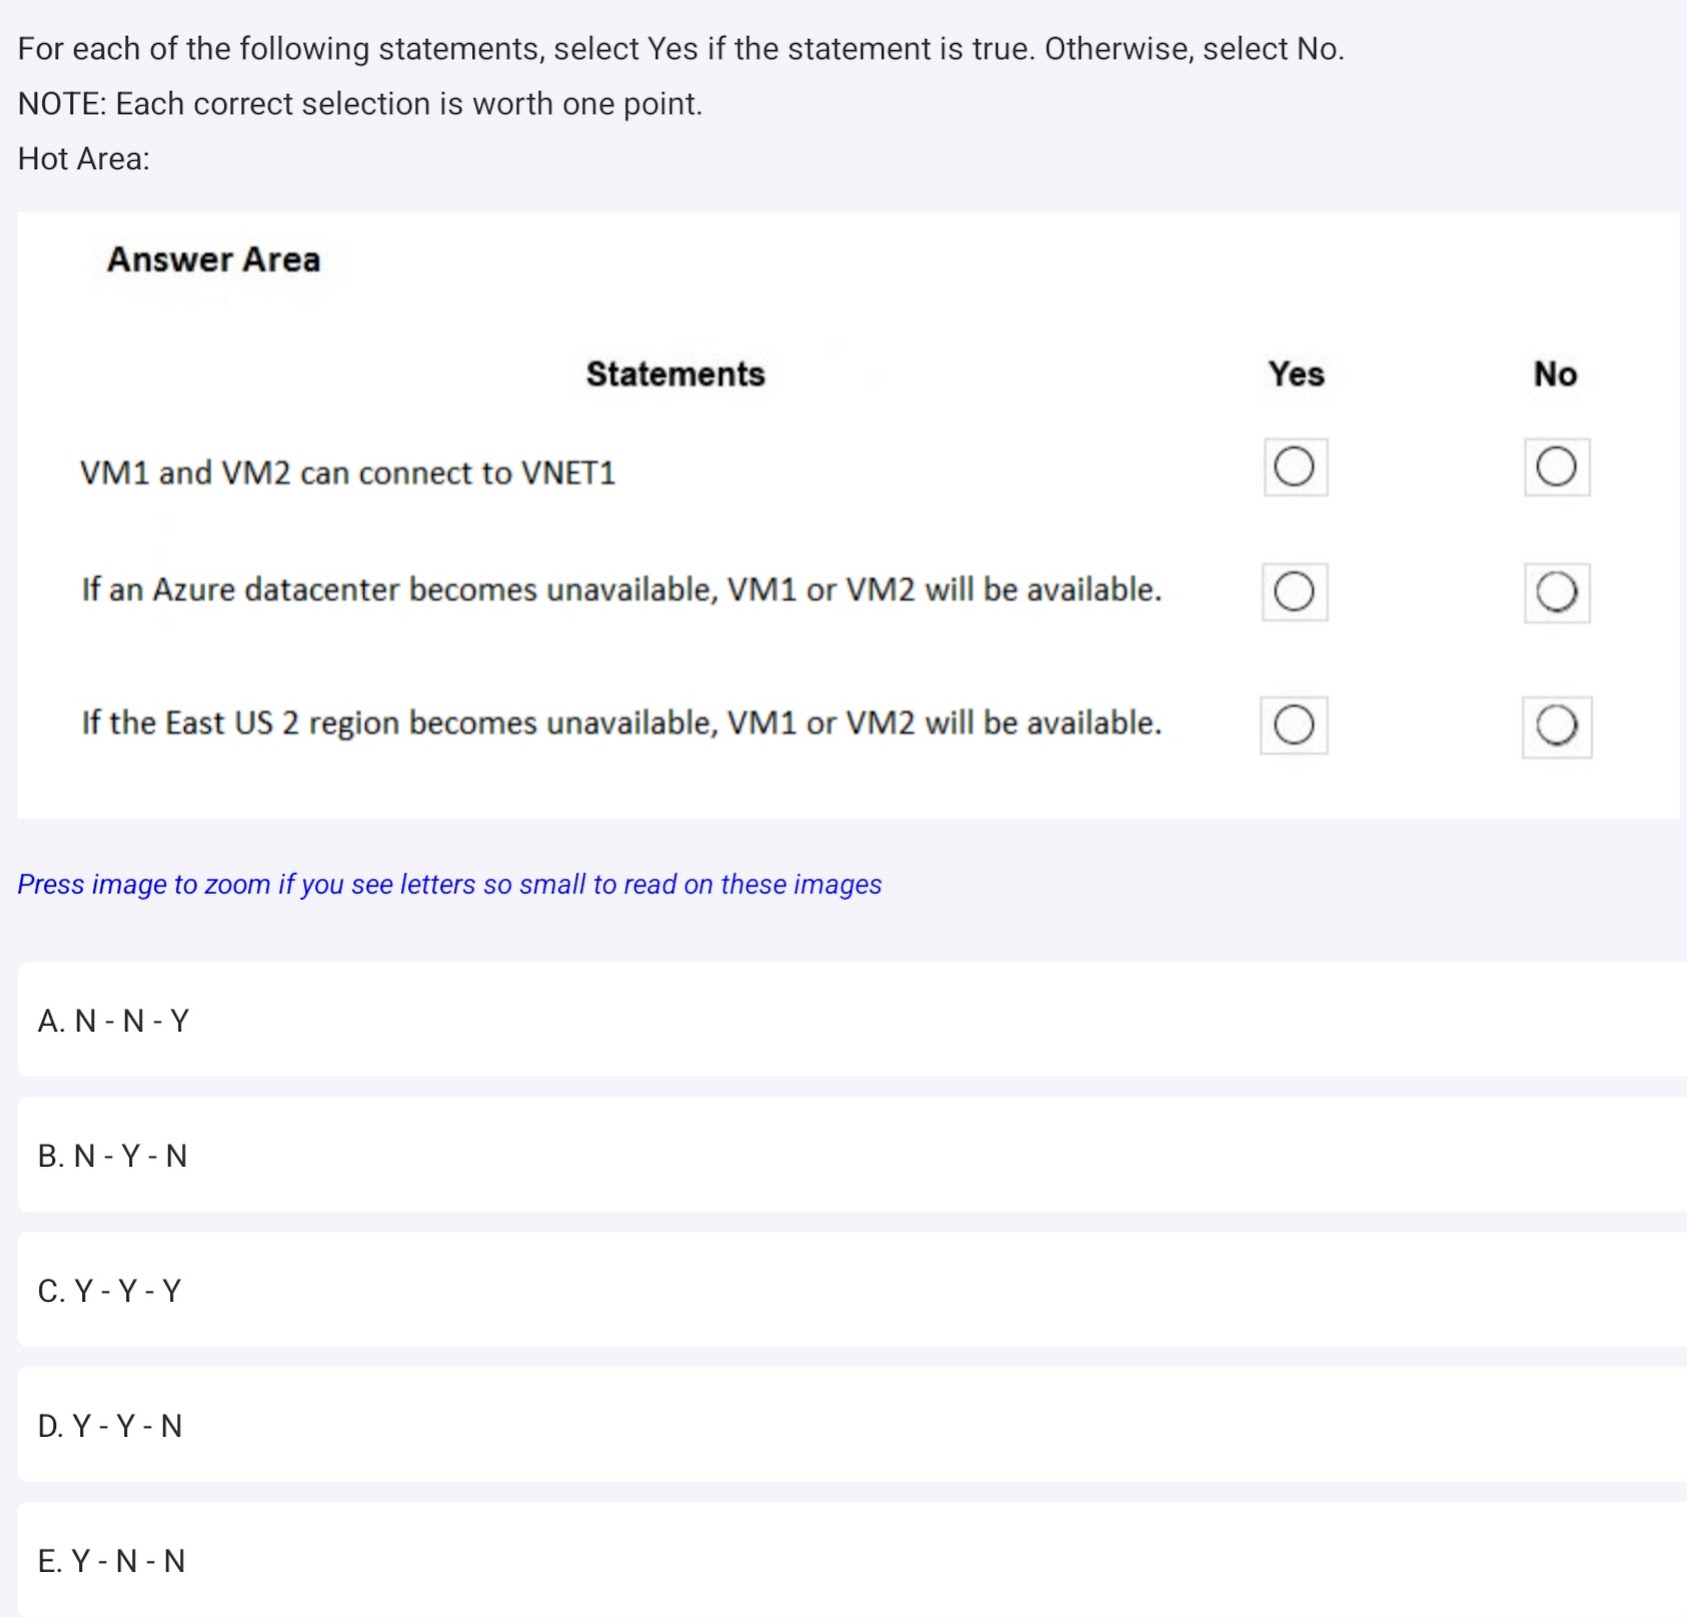 For each of the following statements, select Yes if the statement is true. Otherwise, select No.
NOTE: Each correct selection is worth one point.
Hot Area:
Answer Area
Statements Yes No
VM1 and VM2 can connect to VNET1
If an Azure datacenter becomes unavailable, VM1 or VM2 will be available.
If the East US 2 region becomes unavailable, VM1 or VM2 will be available.
Press image to zoom if you see letters so small to read on these images
A. N - N - Y
B. N - Y - N
C. Y - Y - Y
D. Y - Y - N
E. Y - N - N